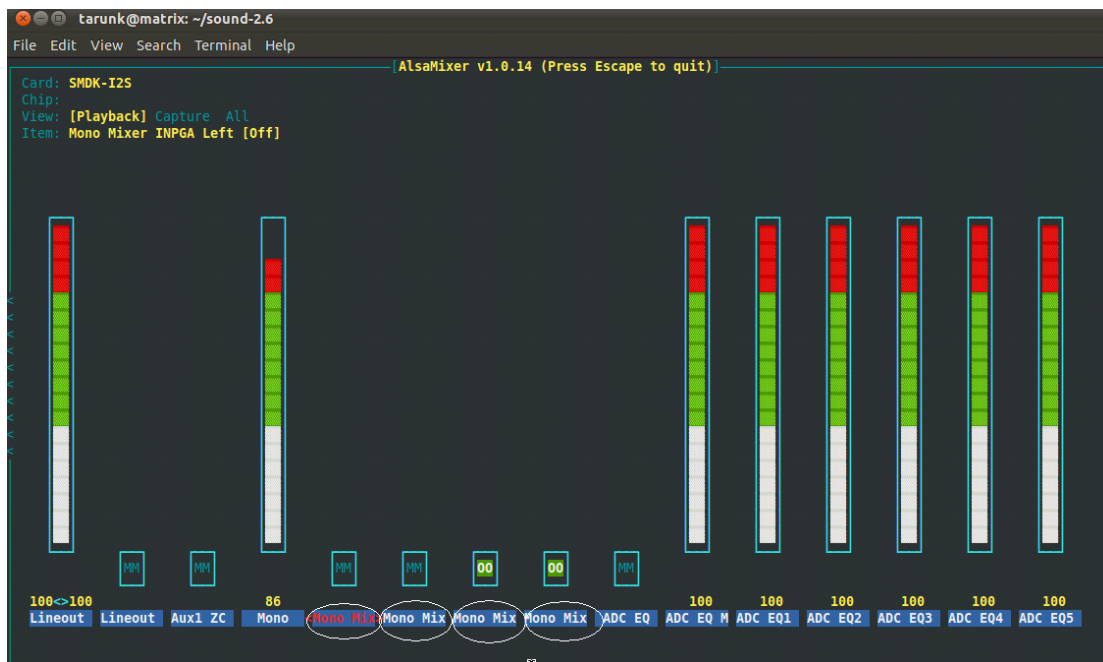 tarunk@matrix: ~/sound-2.6
File Edit View Search Terminal Help
[AlsaMixer v1.0.14 (Press Escape to quit)]
Card: SMDK-I2S
Chip:
View: [Playback] Capture All
Item: Mono Mixer INPGA Left [Off]
<
<
<
<
<
<
<
<
<
<
MM MM MM MM 00 00 MM
100<>100 86 100 100 100 100 100 100
Lineout Lineout Aux1 ZC Mono <Mono Mix> Mono Mix Mono Mix Mono Mix ADC EQ ADC EQ M ADC EQ1 ADC EQ2 ADC EQ3 ADC EQ4 ADC EQ5